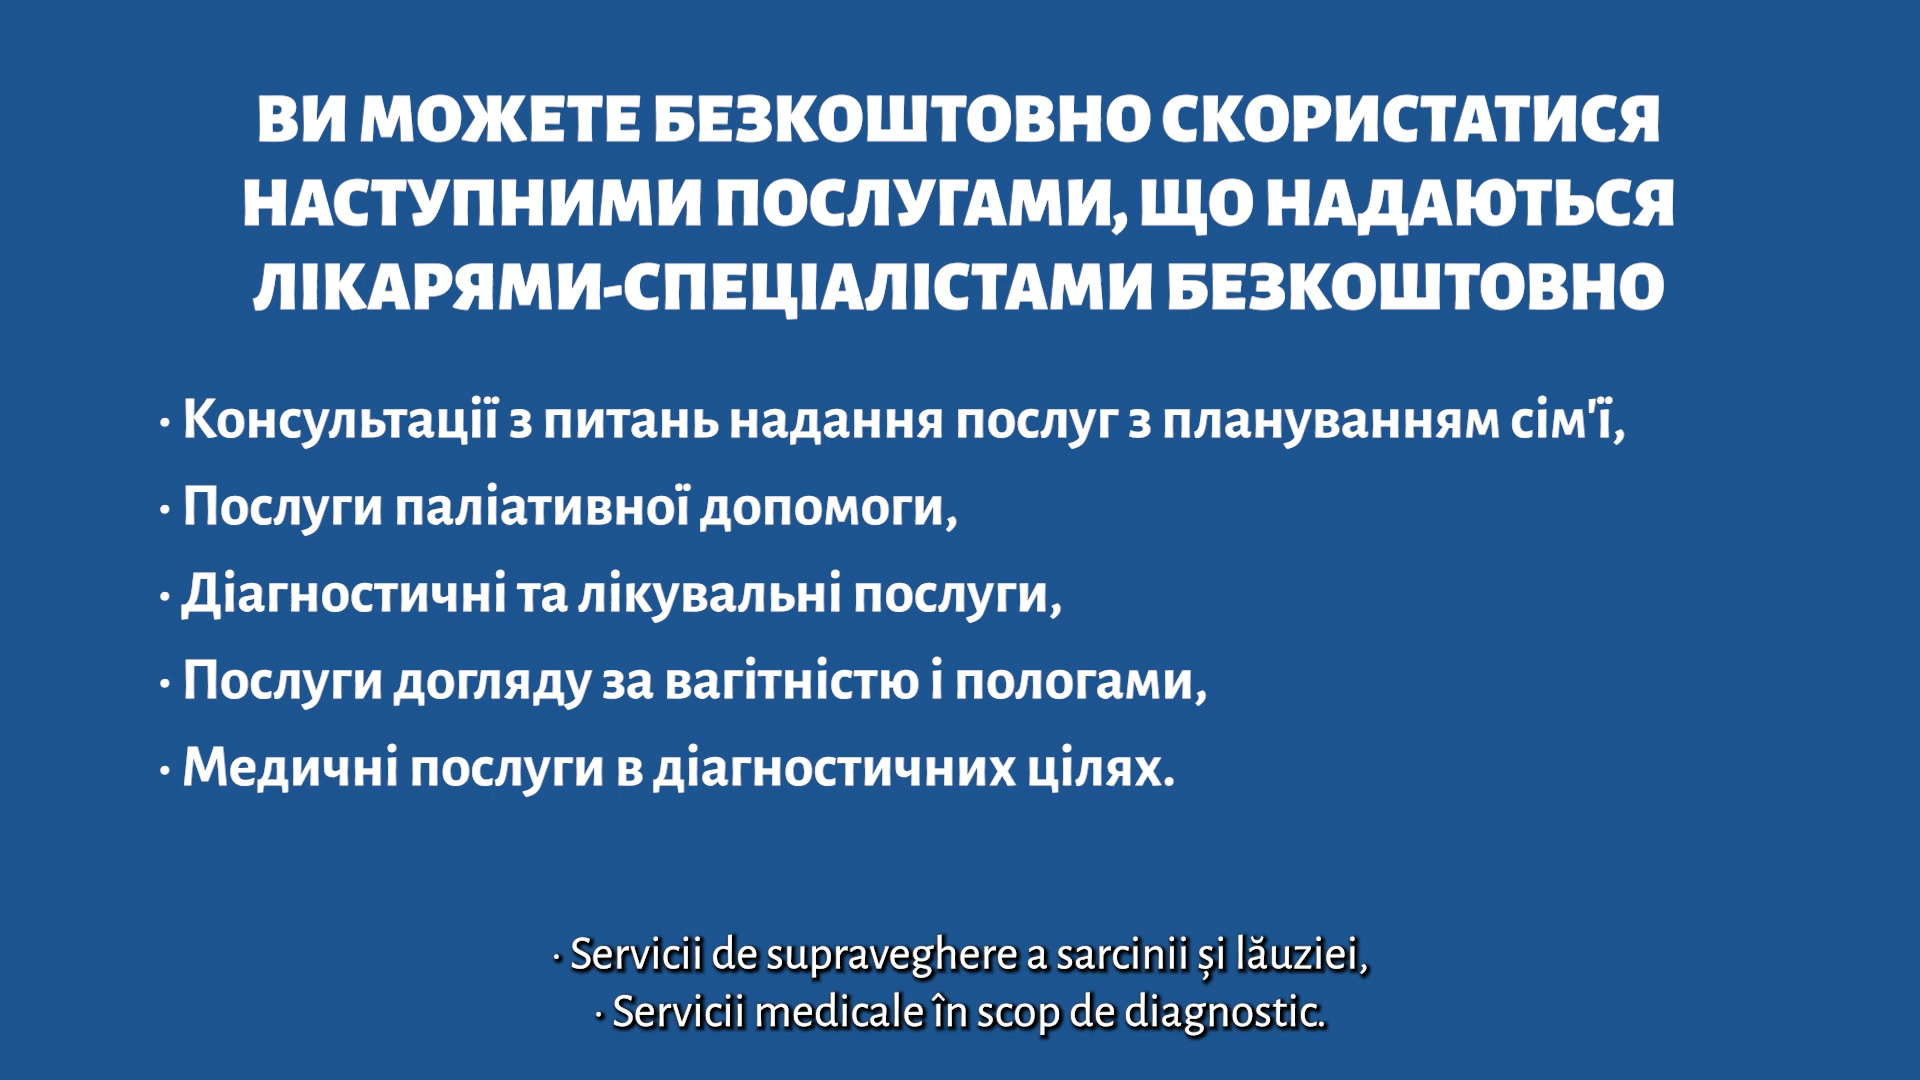 ВИ МОЖЕТЕ БЕЗКОШТОВНО СКОРИСТАТИСЯ
НАСТУПНИМИ ПОСЛУГАМИ, ЩО НАДАЮТЬСЯ
ЛІКАРЯМИ-СПЕЦІАЛІСТАМИ БЕЗКОШТОВНО
· Консультації з питань надання послуг з плануванням сім'ї,
· Послуги паліативної допомоги,
· Діагностичні та лікувальні послуги,
· Послуги догляду за вагітністю і пологами,
· Медичні послуги в діагностичних цілях.
· Servicii de supraveghere a sarcinii și lăuziei,
· Servicii medicale în scop de diagnostic.